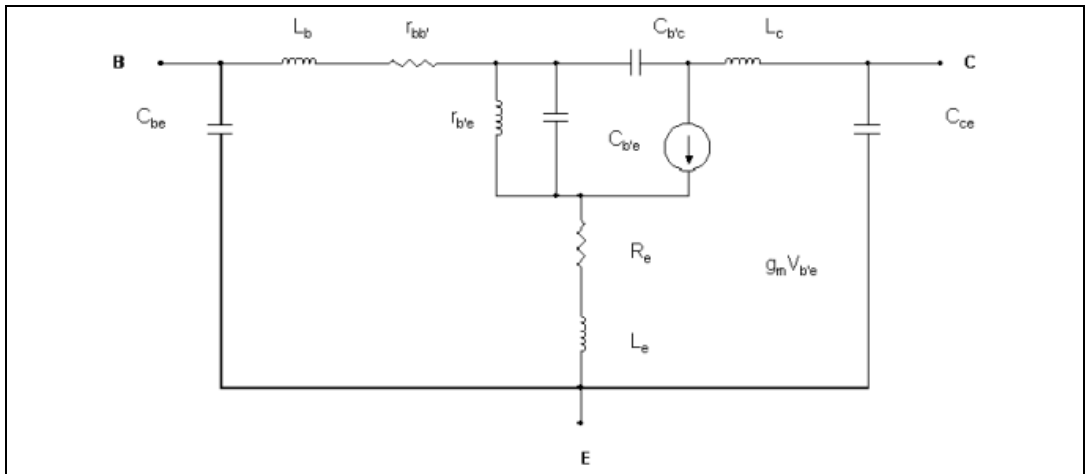 L_b r_bb' C_b'c L_c
B C
C_be r_b'e C_b'e C_ce
R_e g_mV_b'e
L_e
E